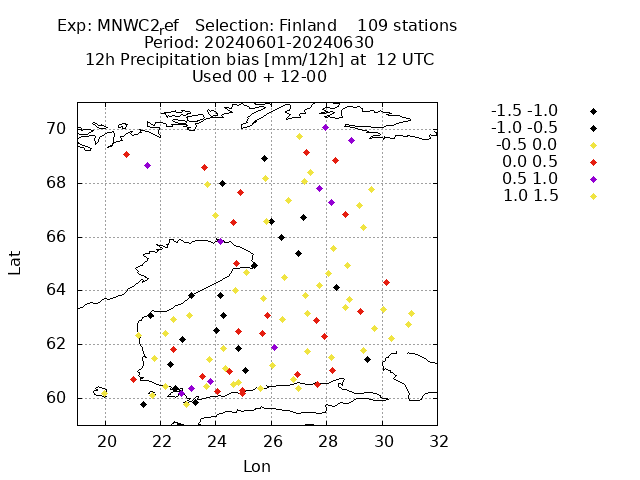 Exp: MNWC2ref   Selection: Finland    109 stations
Period: 20240601-20240630
12h Precipitation bias [mm/12h] at  12 UTC
Used 00 + 12-00
-1.5 -1.0
-1.0 -0.5
-0.5 0.0
0.0 0.5
0.5 1.0
1.0 1.5
70
68
66
64
62
60
Lat
20 22 24 26 28 30 32
Lon